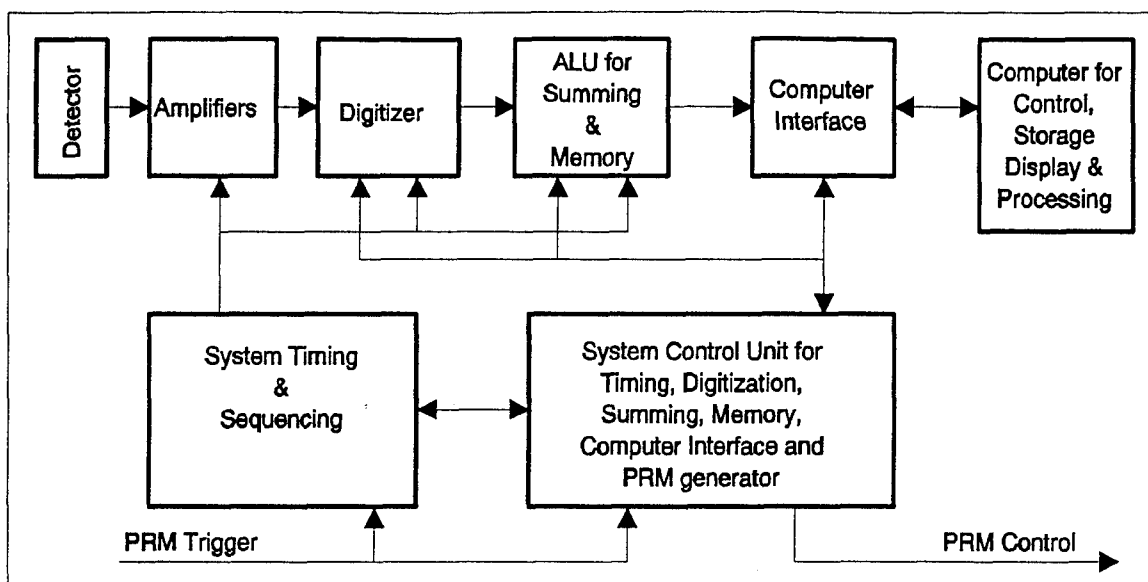 Detector
Amplifiers
Digitizer
ALU for
Summing
&
Memory
Computer
Interface
Computer for
Control,
Storage
Display &
Processing
System Timing
&
Sequencing
System Control Unit for
Timing, Digitization,
Summing, Memory,
Computer Interface and
PRM generator
PRM Trigger
PRM Control